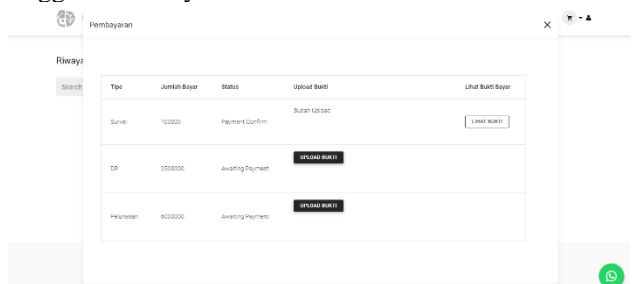 Pembayaran
Riwaya
Search
Tipe Jumlah Bayar Status Upload Bukti Lihat Bukti Bayar
Survei 100000 Payment Confirm Sudah Upload LIHAT BUKTI
DP 2500000 Awaiting Payment UPLOAD BUKTI
Pelunasan 6000000 Awaiting Payment UPLOAD BUKTI